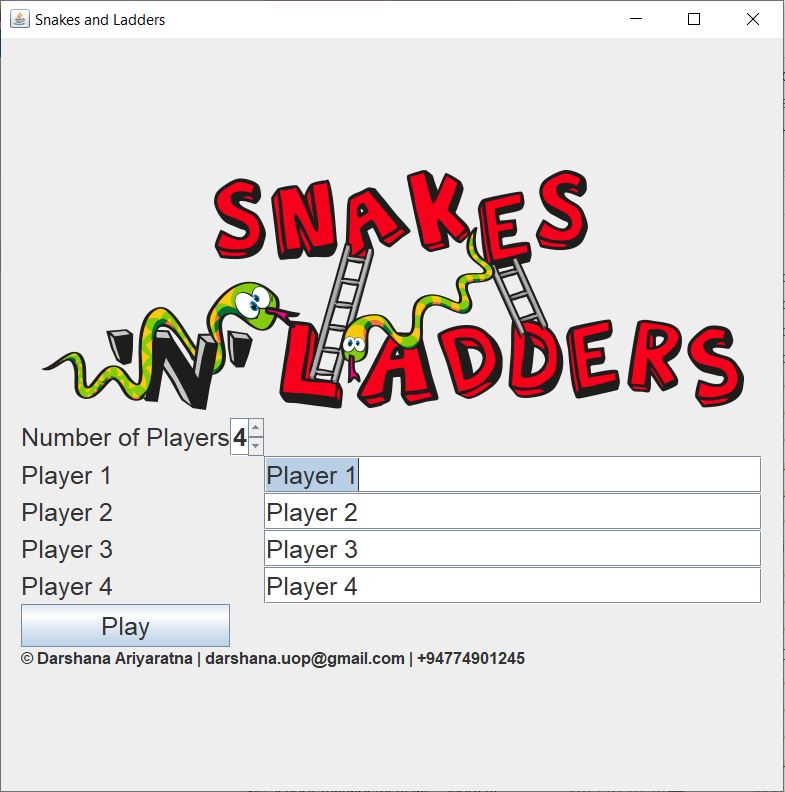 Snakes and Ladders
SNAKES
'N'
LADDERS
Number of Players 4
Player 1 Player 1
Player 2 Player 2
Player 3 Player 3
Player 4 Player 4
Play
© Darshana Ariyaratna | darshana.uop@gmail.com | +94774901245